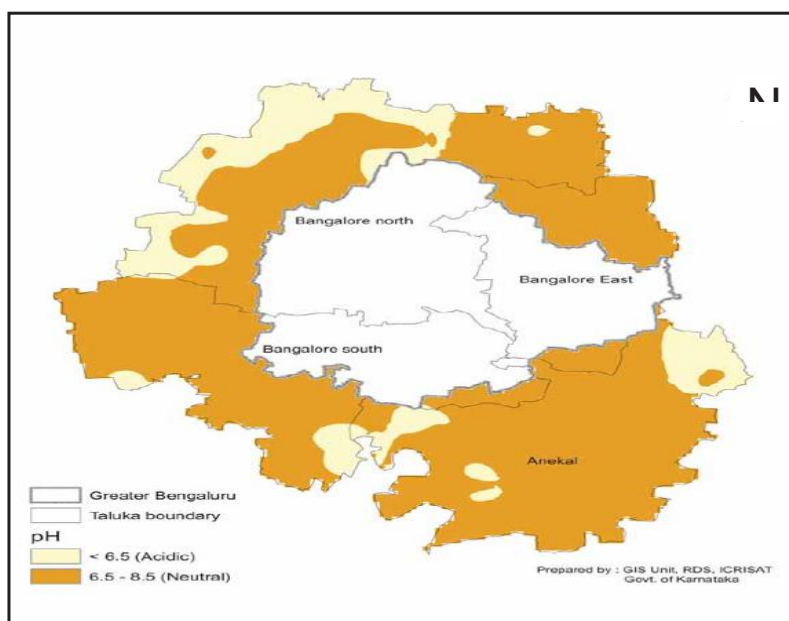 N
Bangalore north
Bangalore East
Bangalore south
Anekal
Greater Bengaluru
Taluka boundary
pH
< 6.5 (Acidic)
6.5 - 8.5 (Neutral)
Prepared by : GIS Unit, RDS, ICRISAT
Govt. of Karnataka